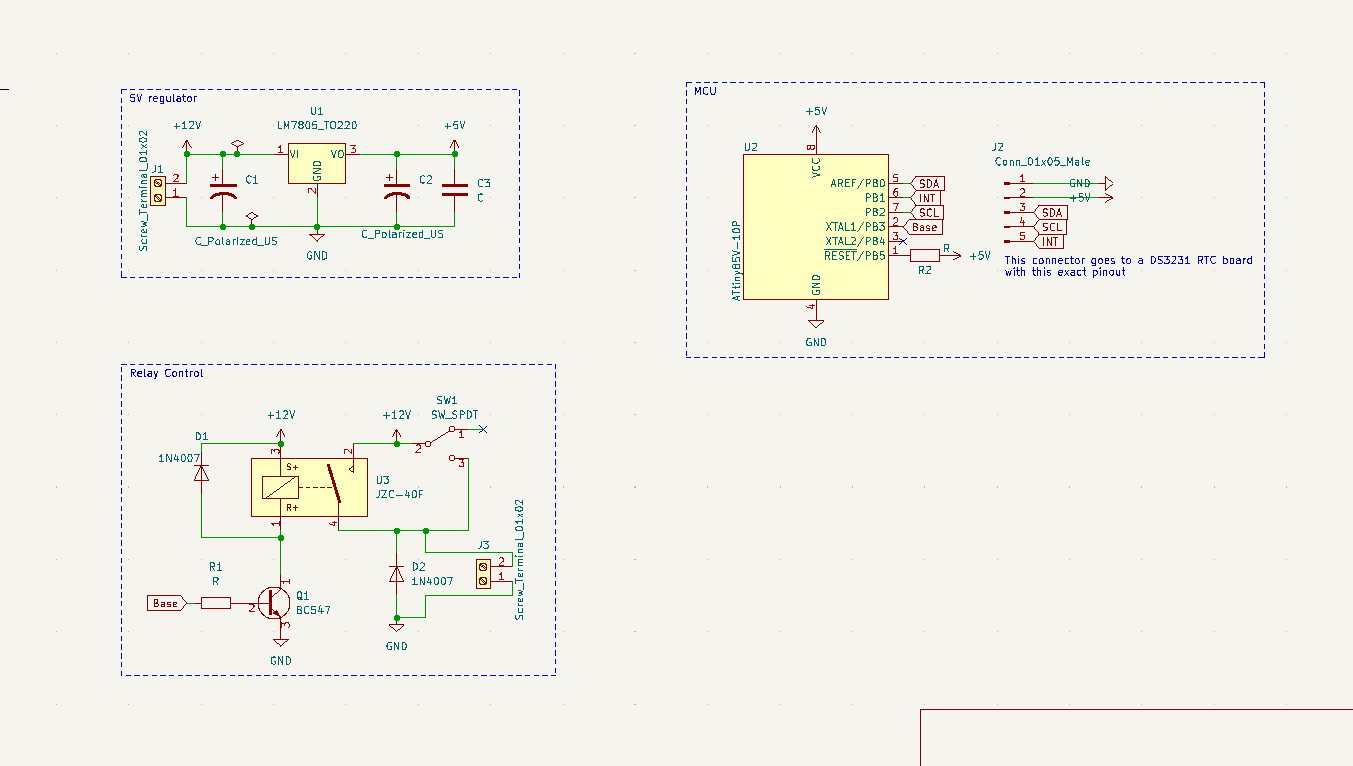 5V regulator
+12V
U1
LM7805_TO220
+5V
J1
2
1
Screw_Terminal_01x02
+
C1
C_Polarized_US
1
VI
GND
VO
3
2
GND
+
C2
C_Polarized_US
C3
C
MCU
+5V
U2
8
VCC
ATtiny85V-10P
AREF/PB0
5
SDA
PB1
6
INT
PB2
7
SCL
XTAL1/PB3
2
Base
XTAL2/PB4
3
RESET/PB5
1
R
R2
+5V
GND
4
GND
J2
Conn_01x05_Male
1
GND
2
+5V
3
SDA
4
SCL
5
INT
This connector goes to a DS3231 RTC board
with this exact pinout
Relay Control
+12V
D1
1N4007
3
S+
R+
1
2
4
U3
JZC-40F
+12V
SW1
SW_SPDT
2
1
3
D2
1N4007
GND
J3
2
1
Screw_Terminal_01x02
R1
R
Base
2
1
3
Q1
BC547
GND